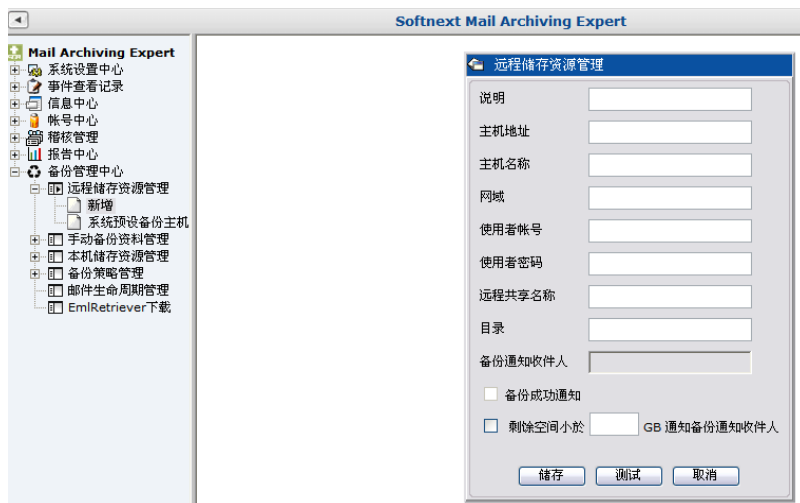 Softnext Mail Archiving Expert
Mail Archiving Expert
系统设置中心
事件查看记录
信息中心
帐号中心
稽核管理
报告中心
备份管理中心
远程储存资源管理
新增
系统预设备份主机
手动备份资料管理
本机储存资源管理
备份策略管理
邮件生命周期管理
EmlRetriever下载
远程储存资源管理
说明
主机地址
主机名称
网域
使用者帐号
使用者密码
远程共享名称
目录
备份通知收件人
备份成功通知
剩馀空间小於 GB 通知备份通知收件人
储存 测试 取消